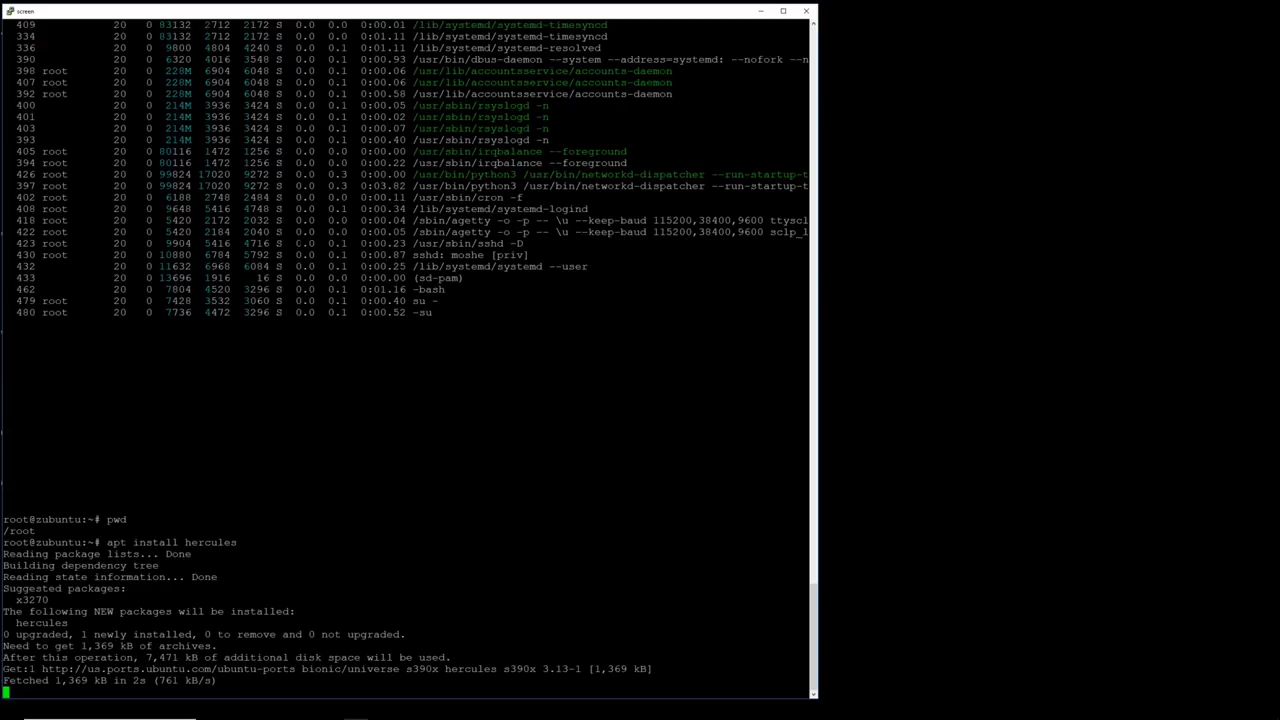 screen
409 20 0 83132 2712 2172 S 0.0 0.0 0:00.01 /lib/systemd/systemd-timesyncd
334 20 0 83132 2712 2172 S 0.0 0.0 0:01.11 /lib/systemd/systemd-timesyncd
336 20 0 9800 4804 4240 S 0.0 0.1 0:01.11 /lib/systemd/systemd-resolved
390 20 0 6320 4016 3548 S 0.0 0.1 0:00.93 /usr/bin/dbus-daemon --system --address=systemd: --nofork --n
398 root 20 0 228M 6904 6048 S 0.0 0.1 0:00.06 /usr/lib/accountsservice/accounts-daemon
407 root 20 0 228M 6904 6048 S 0.0 0.1 0:00.06 /usr/lib/accountsservice/accounts-daemon
392 root 20 0 228M 6904 6048 S 0.0 0.1 0:00.58 /usr/lib/accountsservice/accounts-daemon
400 20 0 214M 3936 3424 S 0.0 0.1 0:00.05 /usr/sbin/rsyslogd -n
401 20 0 214M 3936 3424 S 0.0 0.1 0:00.02 /usr/sbin/rsyslogd -n
403 20 0 214M 3936 3424 S 0.0 0.1 0:00.07 /usr/sbin/rsyslogd -n
393 20 0 214M 3936 3424 S 0.0 0.1 0:00.40 /usr/sbin/rsyslogd -n
405 root 20 0 80116 1472 1256 S 0.0 0.0 0:00.00 /usr/sbin/irqbalance --foreground
394 root 20 0 80116 1472 1256 S 0.0 0.0 0:00.22 /usr/sbin/irqbalance --foreground
426 root 20 0 99824 17020 9272 S 0.0 0.3 0:00.00 /usr/bin/python3 /usr/bin/networkd-dispatcher --run-startup-t
397 root 20 0 99824 17020 9272 S 0.0 0.3 0:03.82 /usr/bin/python3 /usr/bin/networkd-dispatcher --run-startup-t
402 root 20 0 6188 2748 2484 S 0.0 0.1 0:00.11 /usr/sbin/cron -f
408 root 20 0 9648 5416 4748 S 0.0 0.1 0:00.34 /lib/systemd/systemd-logind
418 root 20 0 5420 2172 2032 S 0.0 0.0 0:00.04 /sbin/agetty -o -p -- \u --keep-baud 115200,38400,9600 ttyscl
422 root 20 0 5420 2184 2040 S 0.0 0.0 0:00.05 /sbin/agetty -o -p -- \u --keep-baud 115200,38400,9600 sclp_l
423 root 20 0 9904 5416 4716 S 0.0 0.1 0:00.23 /usr/sbin/sshd -D
430 root 20 0 10880 6784 5792 S 0.0 0.1 0:00.87 sshd: moshe [priv]
432 20 0 11632 6968 6084 S 0.0 0.1 0:00.25 /lib/systemd/systemd --user
433 20 0 13696 1916 16 S 0.0 0.0 0:00.00 (sd-pam)
462 20 0 7804 4520 3296 S 0.0 0.1 0:01.16 -bash
479 root 20 0 7428 3532 3060 S 0.0 0.1 0:00.40 su -
480 root 20 0 7736 4472 3296 S 0.0 0.1 0:00.52 -su
root@zubuntu:~# pwd
/root
root@zubuntu:~# apt install hercules
Reading package lists... Done
Building dependency tree
Reading state information... Done
Suggested packages:
x3270
The following NEW packages will be installed:
hercules
0 upgraded, 1 newly installed, 0 to remove and 0 not upgraded.
Need to get 1,369 kB of archives.
After this operation, 7,471 kB of additional disk space will be used.
Get:1 http://us.ports.ubuntu.com/ubuntu-ports bionic/universe s390x hercules s390x 3.13-1 [1,369 kB]
Fetched 1,369 kB in 2s (761 kB/s)